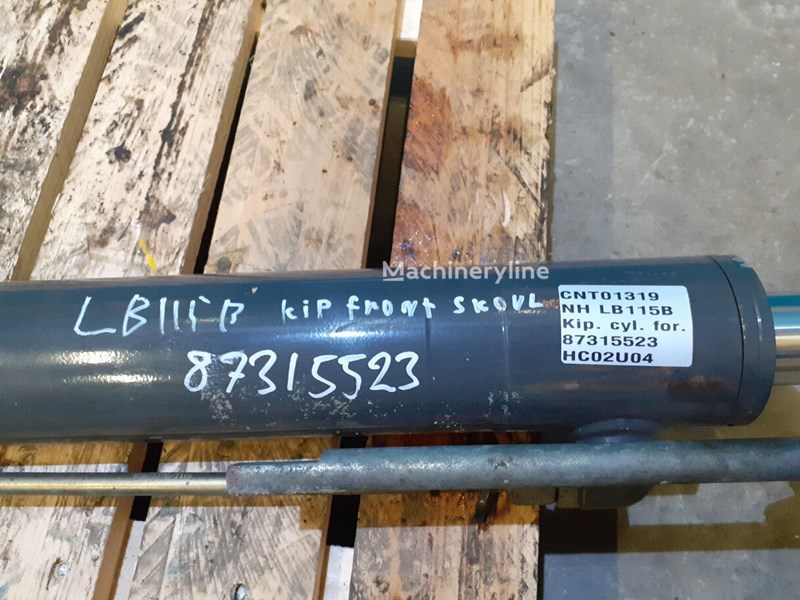 Machineryline
LB115B kip front skovl
87315523
CNT01319
NH LB115B
Kip. cyl. for.
87315523
HC02U04